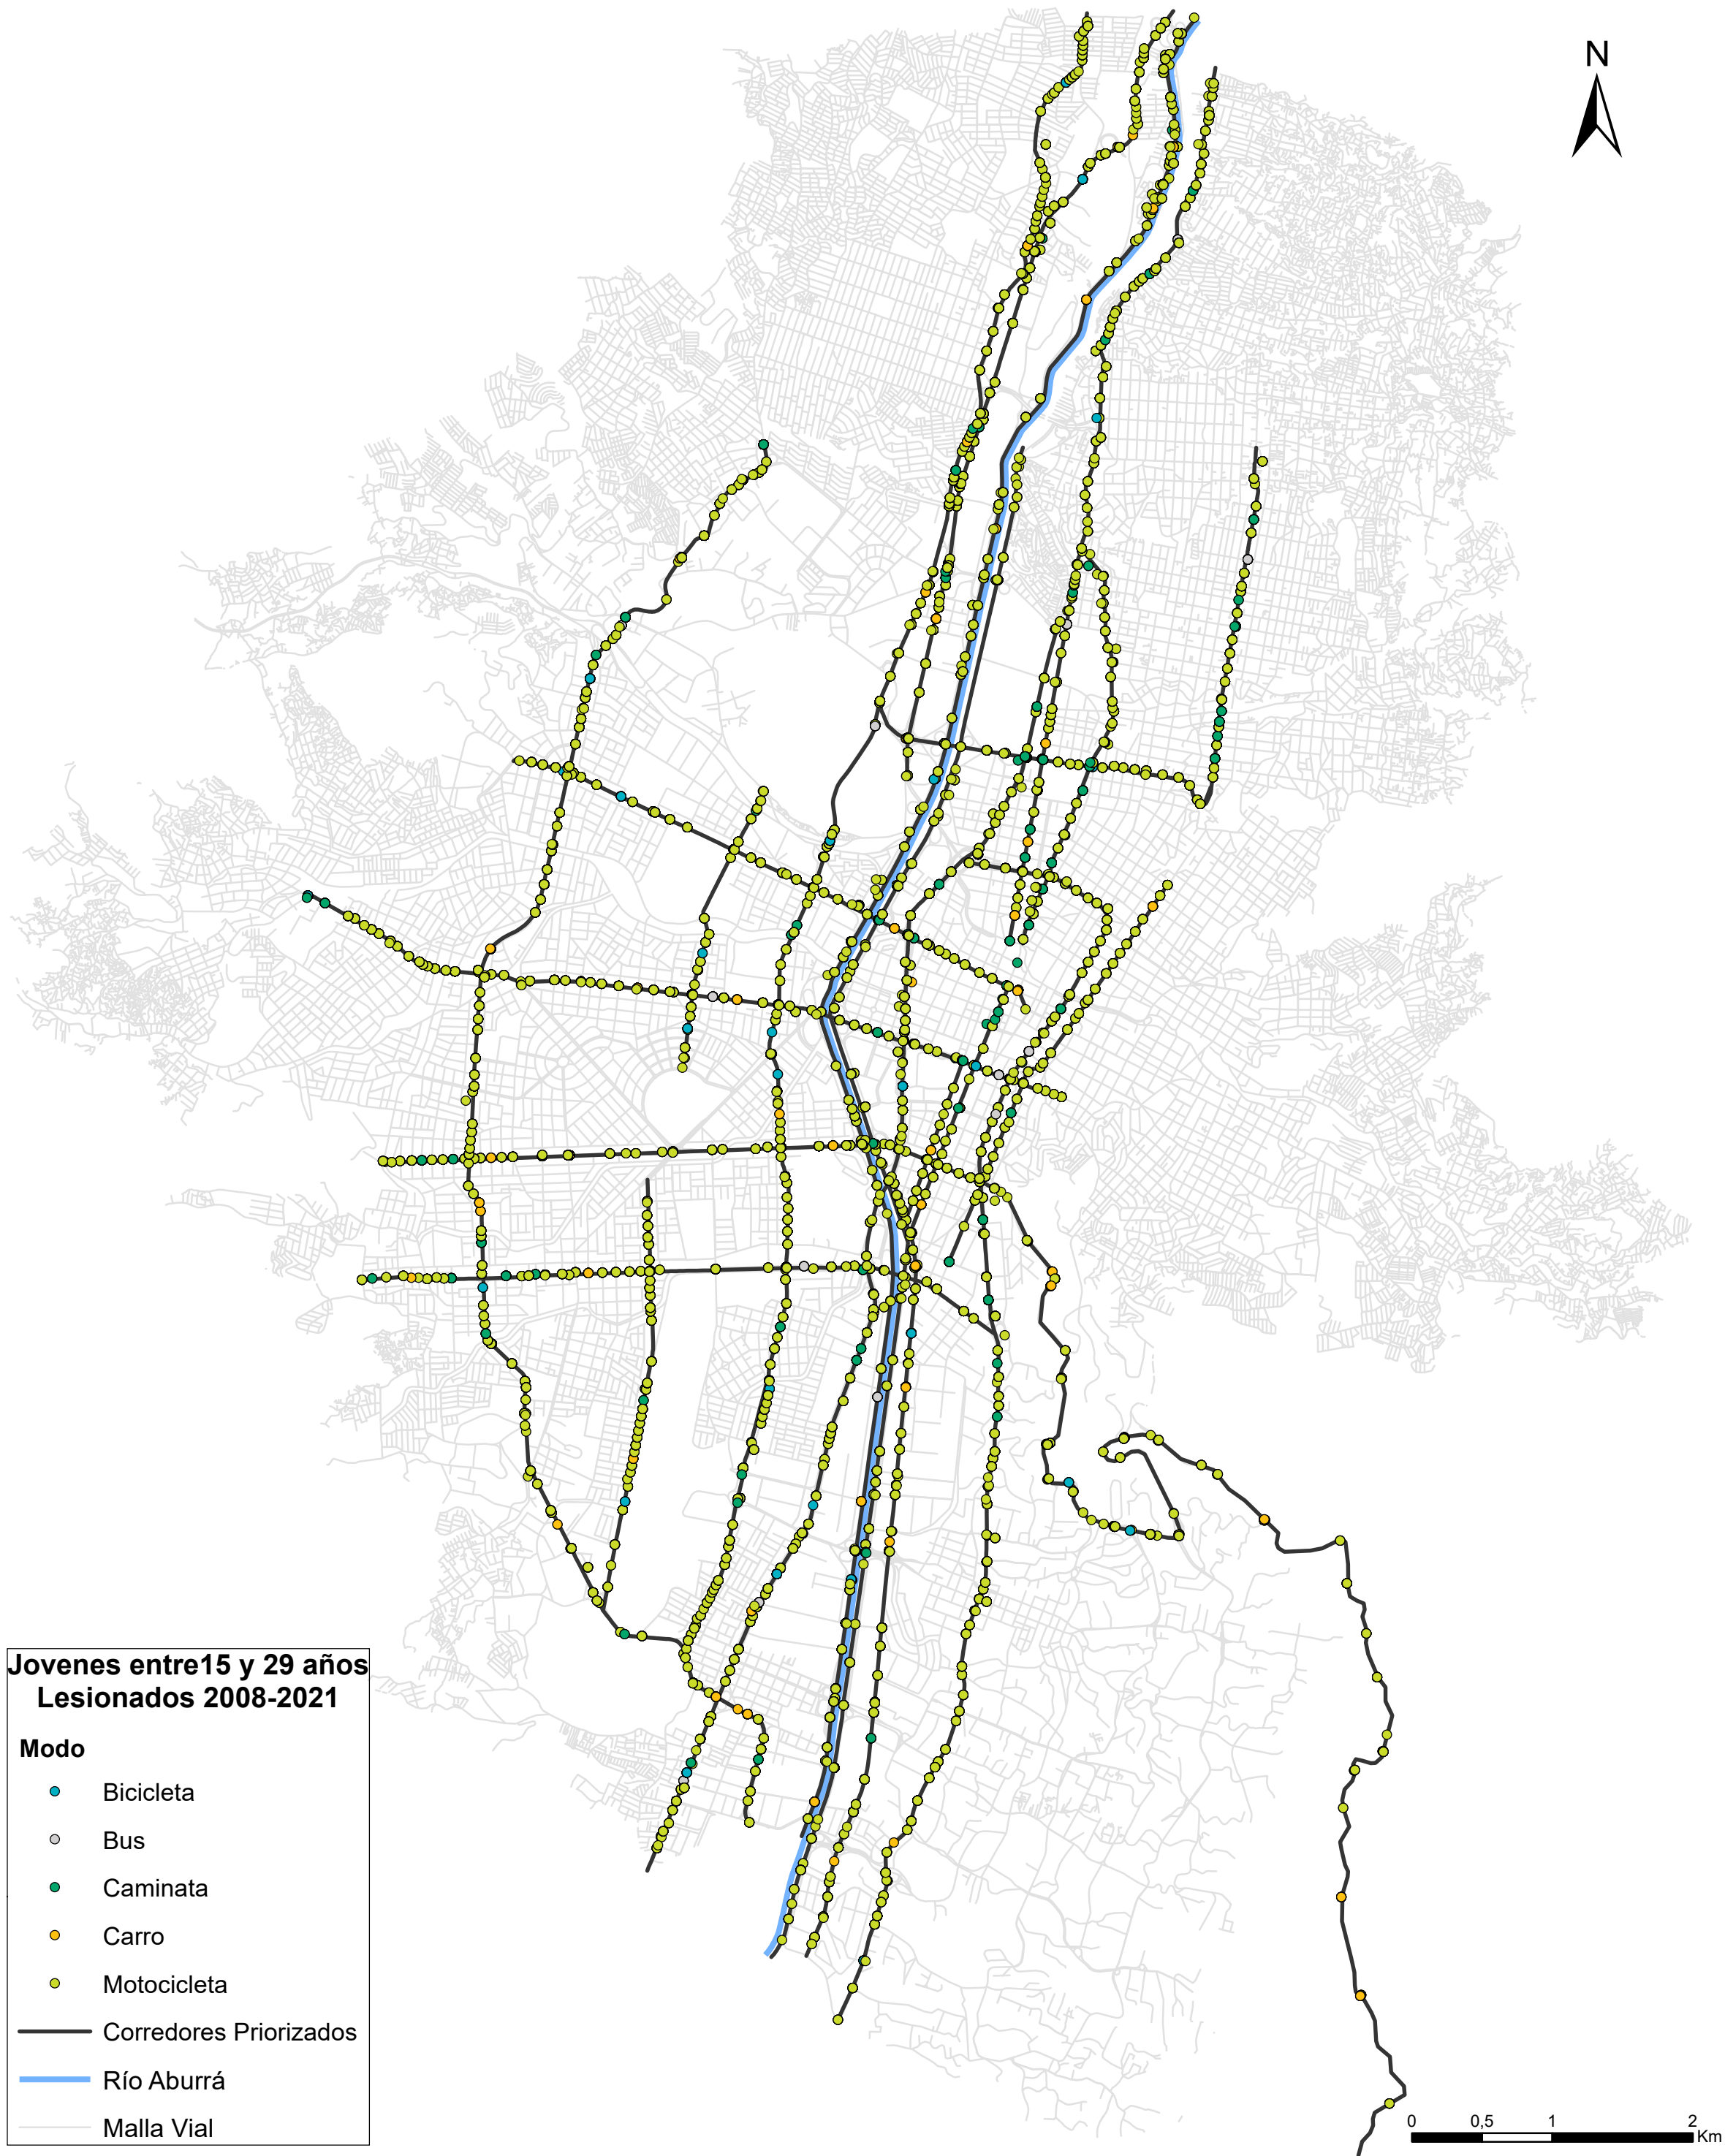 N
Jovenes entre15 y 29 años
Lesionados 2008-2021
Modo
Bicicleta
Bus
Caminata
Carro
Motocicleta
Corredores Priorizados
Río Aburrá
Malla Vial
0 0,5 1 2
Km